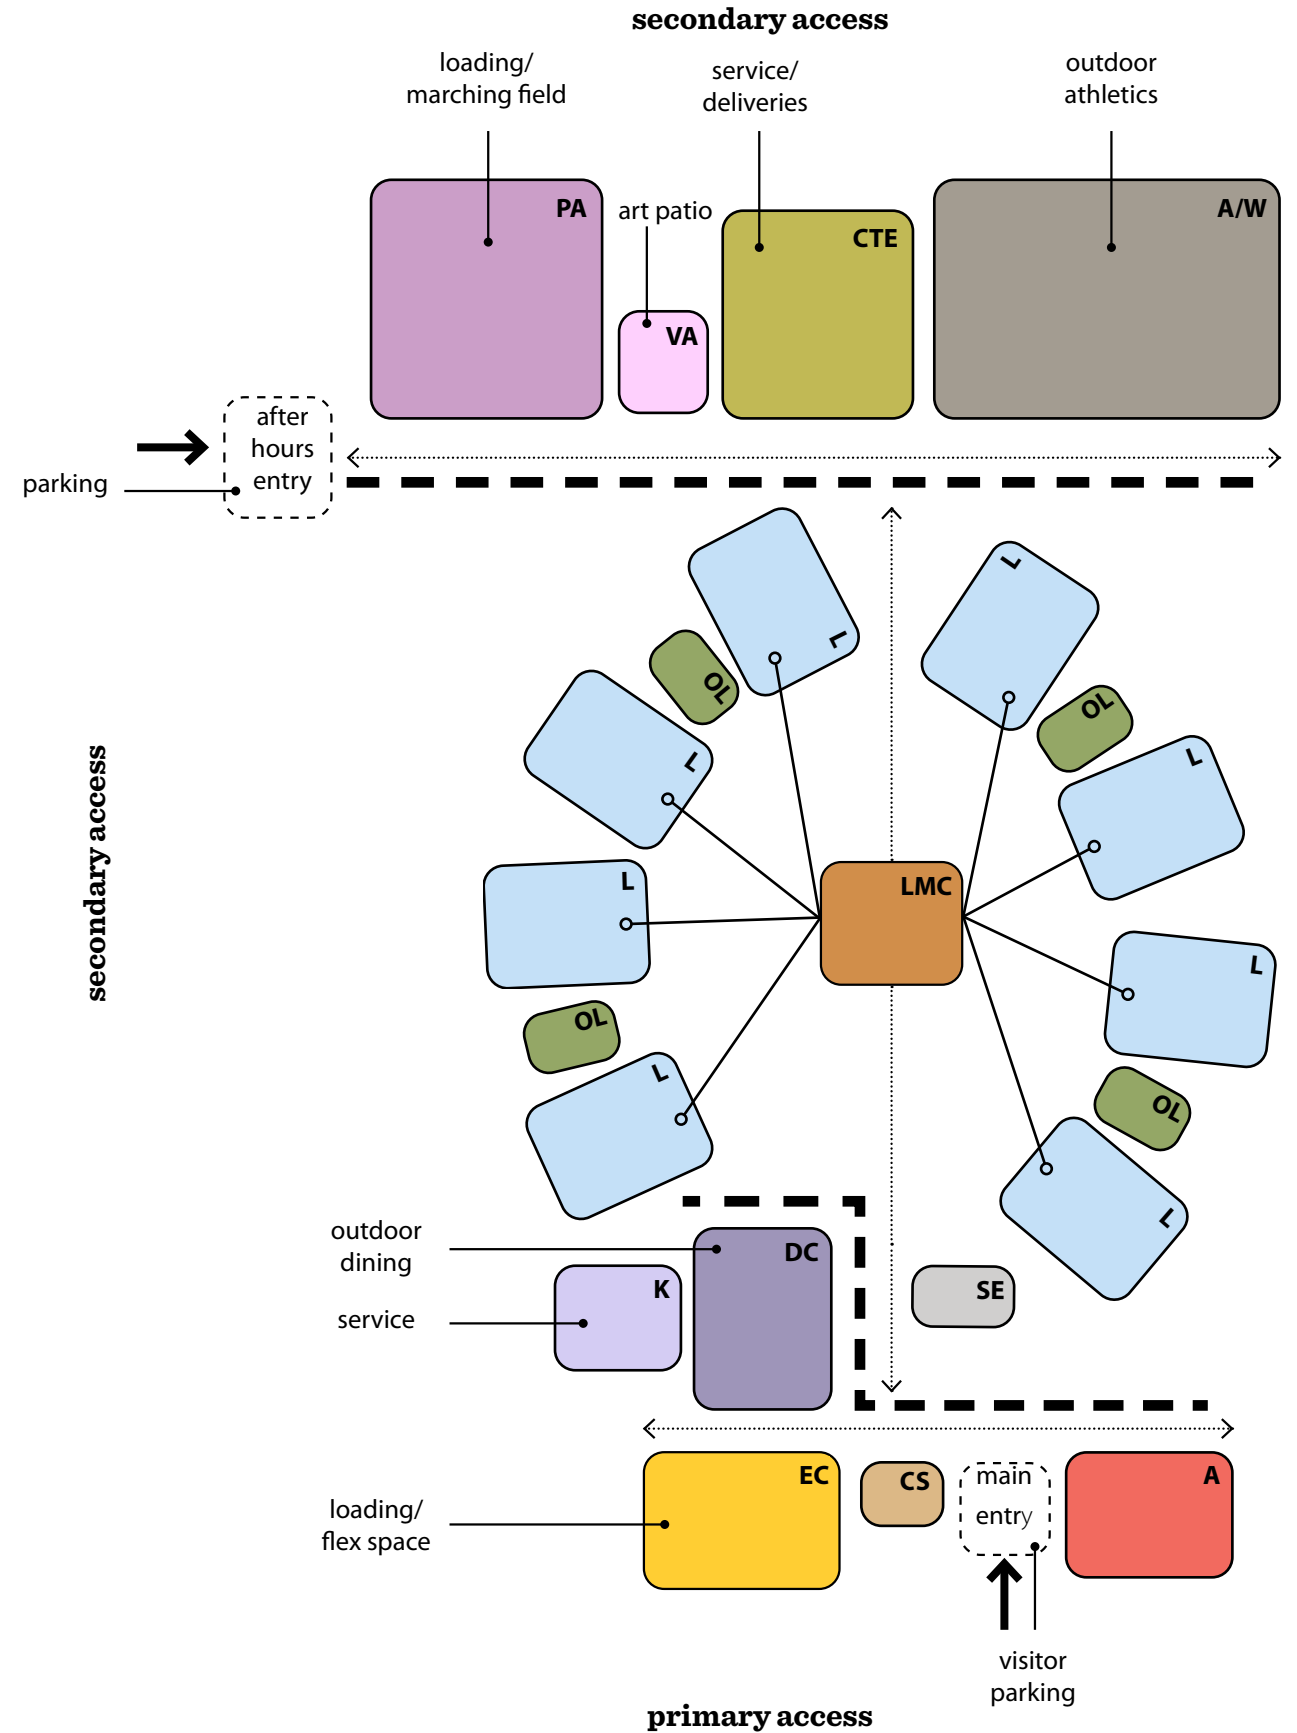 secondary access
loading/
marching field
service/
deliveries
outdoor
athletics
PA
art patio
VA
CTE
A/W
after
hours
entry
parking
L
L
OL
OL
L
L
secondary access
L
LMC
L
OL
L
OL
L
outdoor
dining
DC
K
service
SE
EC
CS
main
entry
A
loading/
flex space
visitor
parking
primary access